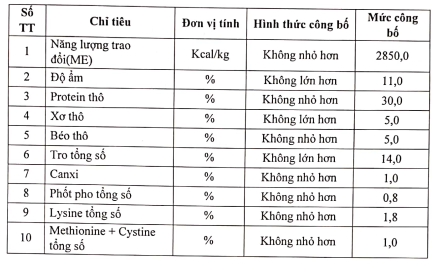 Số TT | Chỉ tiêu | Đơn vị tính | Hình thức công bố | Mức công bố
1 | Năng lượng trao đổi(ME) | Kcal/kg | Không nhỏ hơn | 2850,0
2 | Độ ẩm | % | Không lớn hơn | 11,0
3 | Protein thô | % | Không nhỏ hơn | 30,0
4 | Xơ thô | % | Không lớn hơn | 5,0
5 | Béo thô | % | Không nhỏ hơn | 5,0
6 | Tro tổng số | % | Không lớn hơn | 14,0
7 | Canxi | % | Không nhỏ hơn | 1,0
8 | Phốt pho tổng số | % | Không nhỏ hơn | 0,8
9 | Lysine tổng số | % | Không nhỏ hơn | 1,8
10 | Methionine + Cystine tổng số | % | Không nhỏ hơn | 1,0